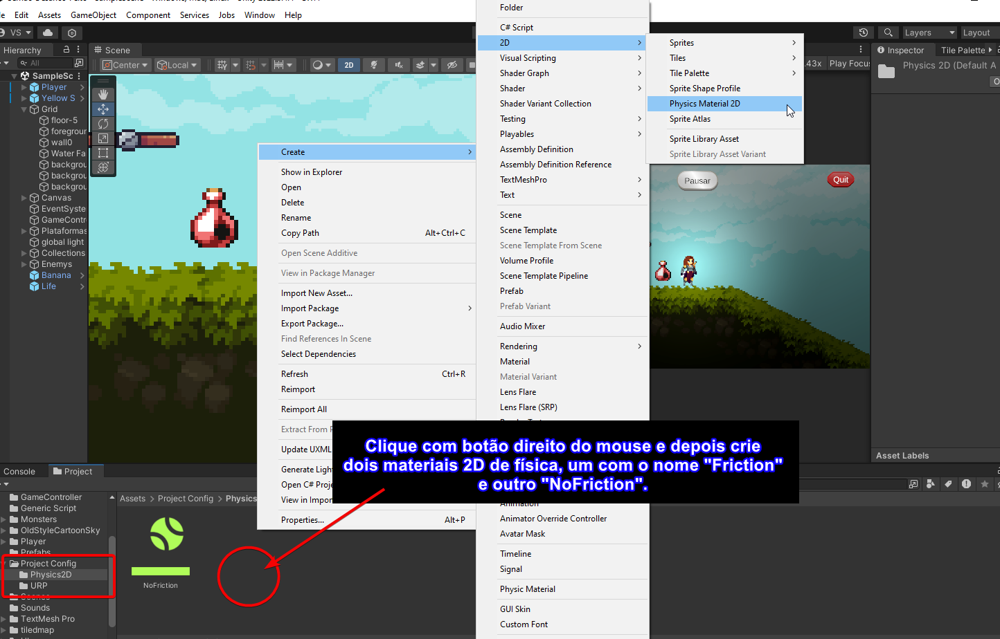 Edit Assets GameObject Component Services Jobs Window Help
VS
Layers
Layout
Hierarchy
All
SampleSc
Player
Yellow S
Grid
floor-5
foregroun
wall0
Water Fa
backgrou
backgrou
backgrou
Canvas
EventSyste
GameContr
Plataformas
global light
Collections
Enemys
Banana
Life
Scene
Center
Local
2D
Create
Show in Explorer
Open
Delete
Rename
Copy Path Alt+Ctrl+C
Open Scene Additive
View in Package Manager
Import New Asset...
Import Package
Export Package...
Find References In Scene
Select Dependencies
Refresh Ctrl+R
Reimport
Reimport All
Extract From P
Update UXML
Generate Ligh
Open C# Proje
View in Impor
Properties... Alt+P
Folder
C# Script
2D
Visual Scripting
Shader Graph
Shader
Shader Variant Collection
Testing
Playables
Assembly Definition
Assembly Definition Reference
TextMeshPro
Text
Scene
Scene Template
Scene Template From Scene
Volume Profile
Scene Template Pipeline
Prefab
Prefab Variant
Audio Mixer
Rendering
Material
Material Variant
Lens Flare
Lens Flare (SRP)
Animation
Animator Override Controller
Avatar Mask
Timeline
Signal
Physic Material
GUI Skin
Custom Font
Sprites
Tiles
Tile Palette
Sprite Shape Profile
Physics Material 2D
Sprite Atlas
Sprite Library Asset
Sprite Library Asset Variant
.43x Play Focu
Pausar
Quit
Inspector
Tile Palette
Physics 2D (Default A
Asset Labels
Clique com botão direito do mouse e depois crie
dois materiais 2D de física, um com o nome "Friction"
e outro "NoFriction".
Console
Project
GameController
Generic Script
Monsters
OldStyleCartoonSky
Player
Prefabs
Project Config
Physics2D
URP
Scenes
Sounds
TextMesh Pro
tiledmap
Assets > Project Config > Physics
NoFriction